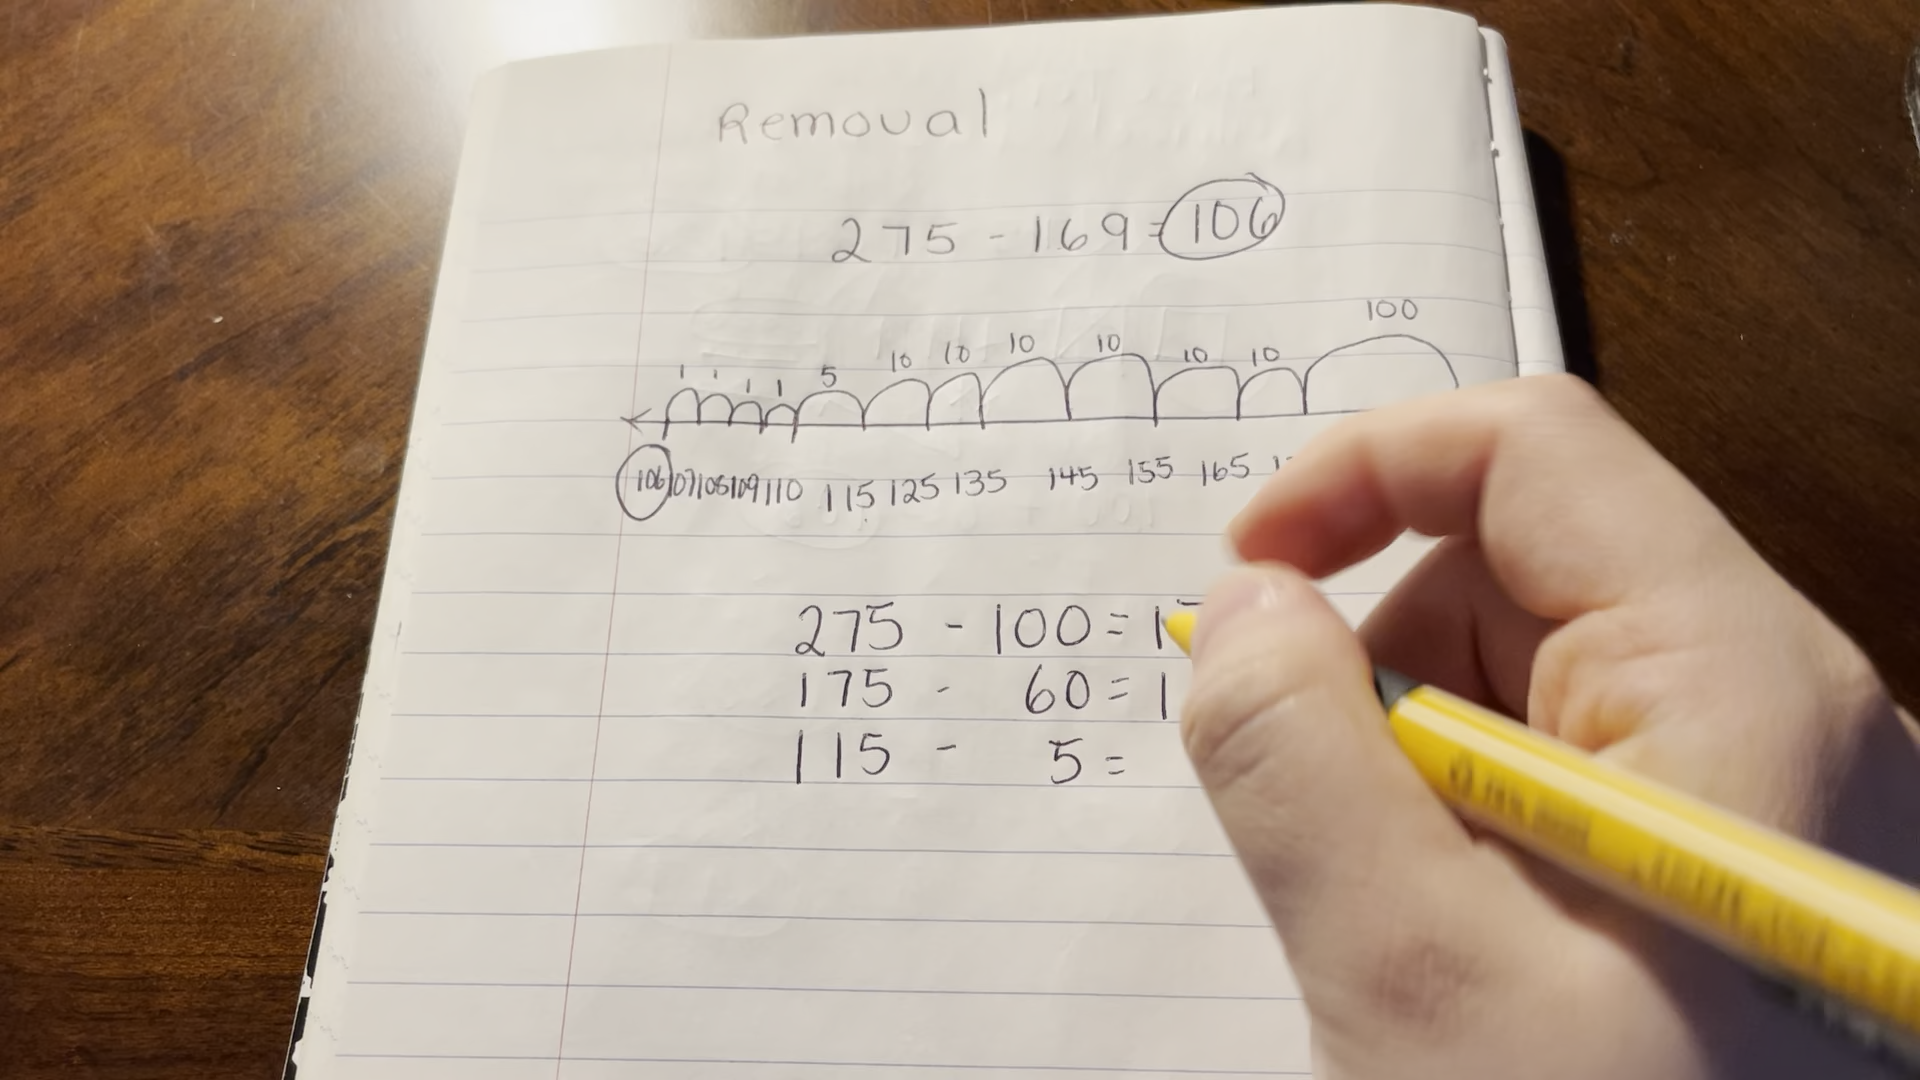 Removal
275 - 169 = 106
100
1 1 1 1 5 10 10 10 10 10 10
106 107 108 109 110 115 125 135 145 155 165
275 - 100 = 1
175 - 60 = 1
115 - 5 =